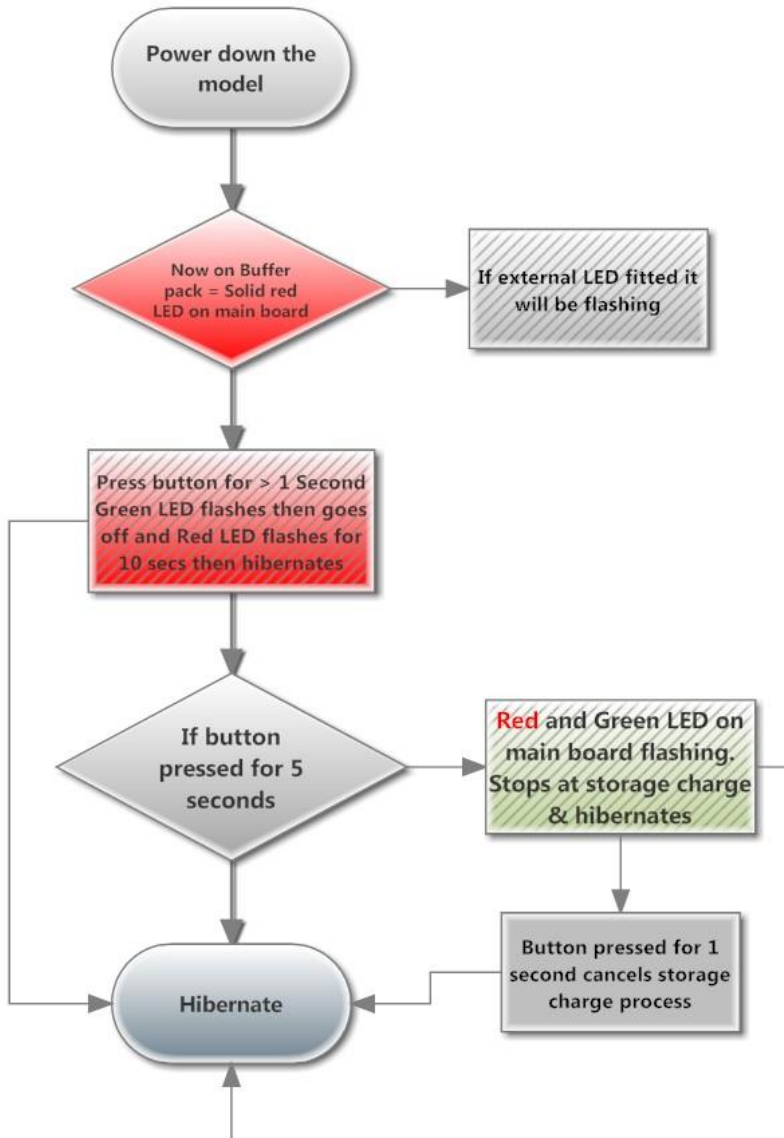 Power down the
model
Now on Buffer
pack = Solid red
LED on main board
If external LED fitted it
will be flashing
Press button for > 1 Second
Green LED flashes then goes
off and Red LED flashes for
10 secs then hibernates
If button
pressed for 5
seconds
Red and Green LED on
main board flashing.
Stops at storage charge
& hibernates
Button pressed for 1
second cancels storage
charge process
Hibernate